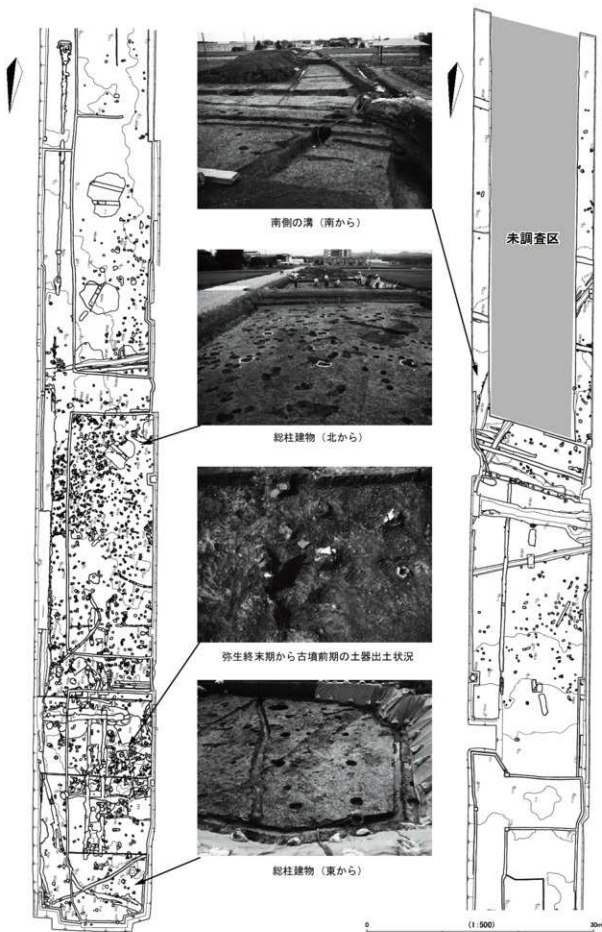 南側の溝（南から）
未調査区
総柱建物（北から）
弥生終末期から古墳前期の土器出土状況
総柱建物（東から）
0 (1:500) 30m